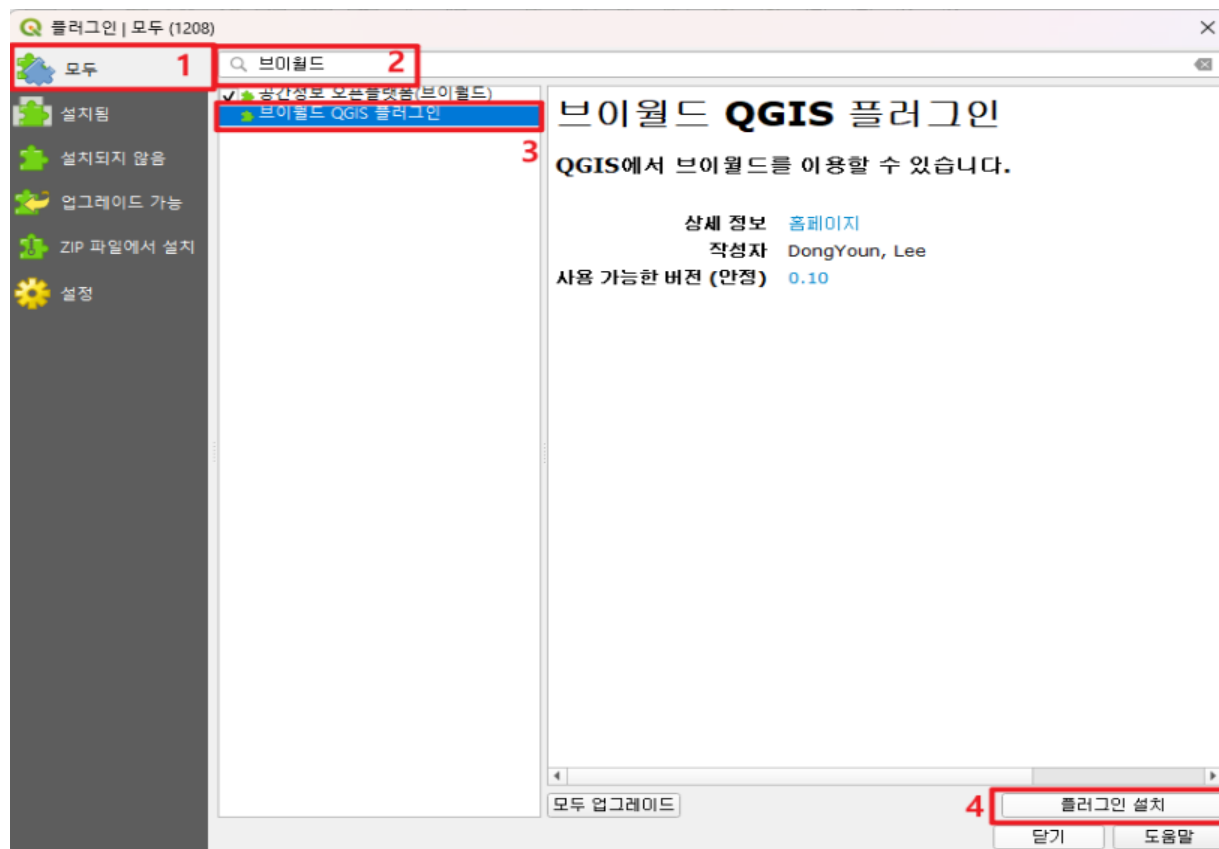 플러그인 | 모두 (1208)
모두
1
브이월드
2
설치됨
설치되지 않음
업그레이드 가능
ZIP 파일에서 설치
설정
공간정보 오픈플랫폼(브이월드)
브이월드 QGIS 플러그인
3
브이월드 QGIS 플러그인
QGIS에서 브이월드를 이용할 수 있습니다.
상세 정보 홈페이지
작성자 DongYoun, Lee
사용 가능한 버전 (안정) 0.10
모두 업그레이드
4
플러그인 설치
닫기
도움말